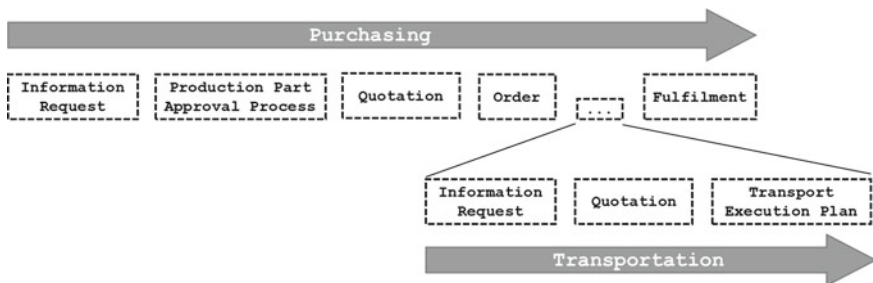 Purchasing
Information
Request
Production Part
Approval Process
Quotation
Order
...
Fulfilment
Information
Request
Quotation
Transport
Execution Plan
Transportation